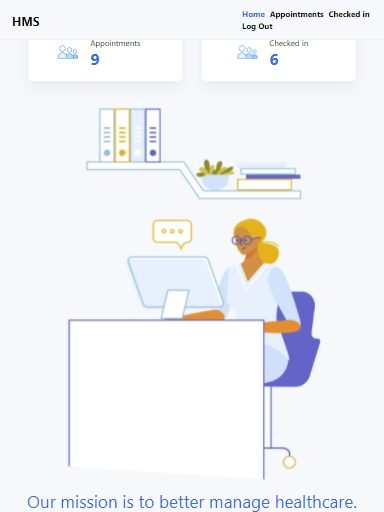 HMS
Home Appointments Checked in
Log Out
Appointments
9
Checked in
6
Our mission is to better manage healthcare.